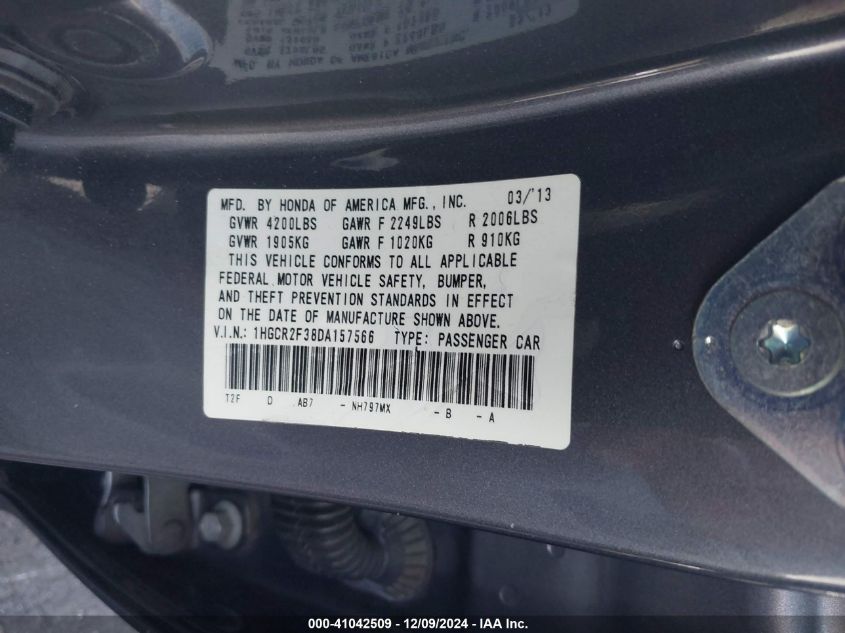 MFD. BY HONDA OF AMERICA MFG., INC. 03/'13
GVWR 4200LBS GAWR F 2249LBS R 2006LBS
GVWR 1905KG GAWR F 1020KG R 910KG
THIS VEHICLE CONFORMS TO ALL APPLICABLE
FEDERAL MOTOR VEHICLE SAFETY, BUMPER,
AND THEFT PREVENTION STANDARDS IN EFFECT
ON THE DATE OF MANUFACTURE SHOWN ABOVE.
V.I.N.: 1HGCR2F38DA157566 TYPE: PASSENGER CAR
T2F D AB7 - NH797MX - B - A
000-41042509 - 12/09/2024 - IAA Inc.